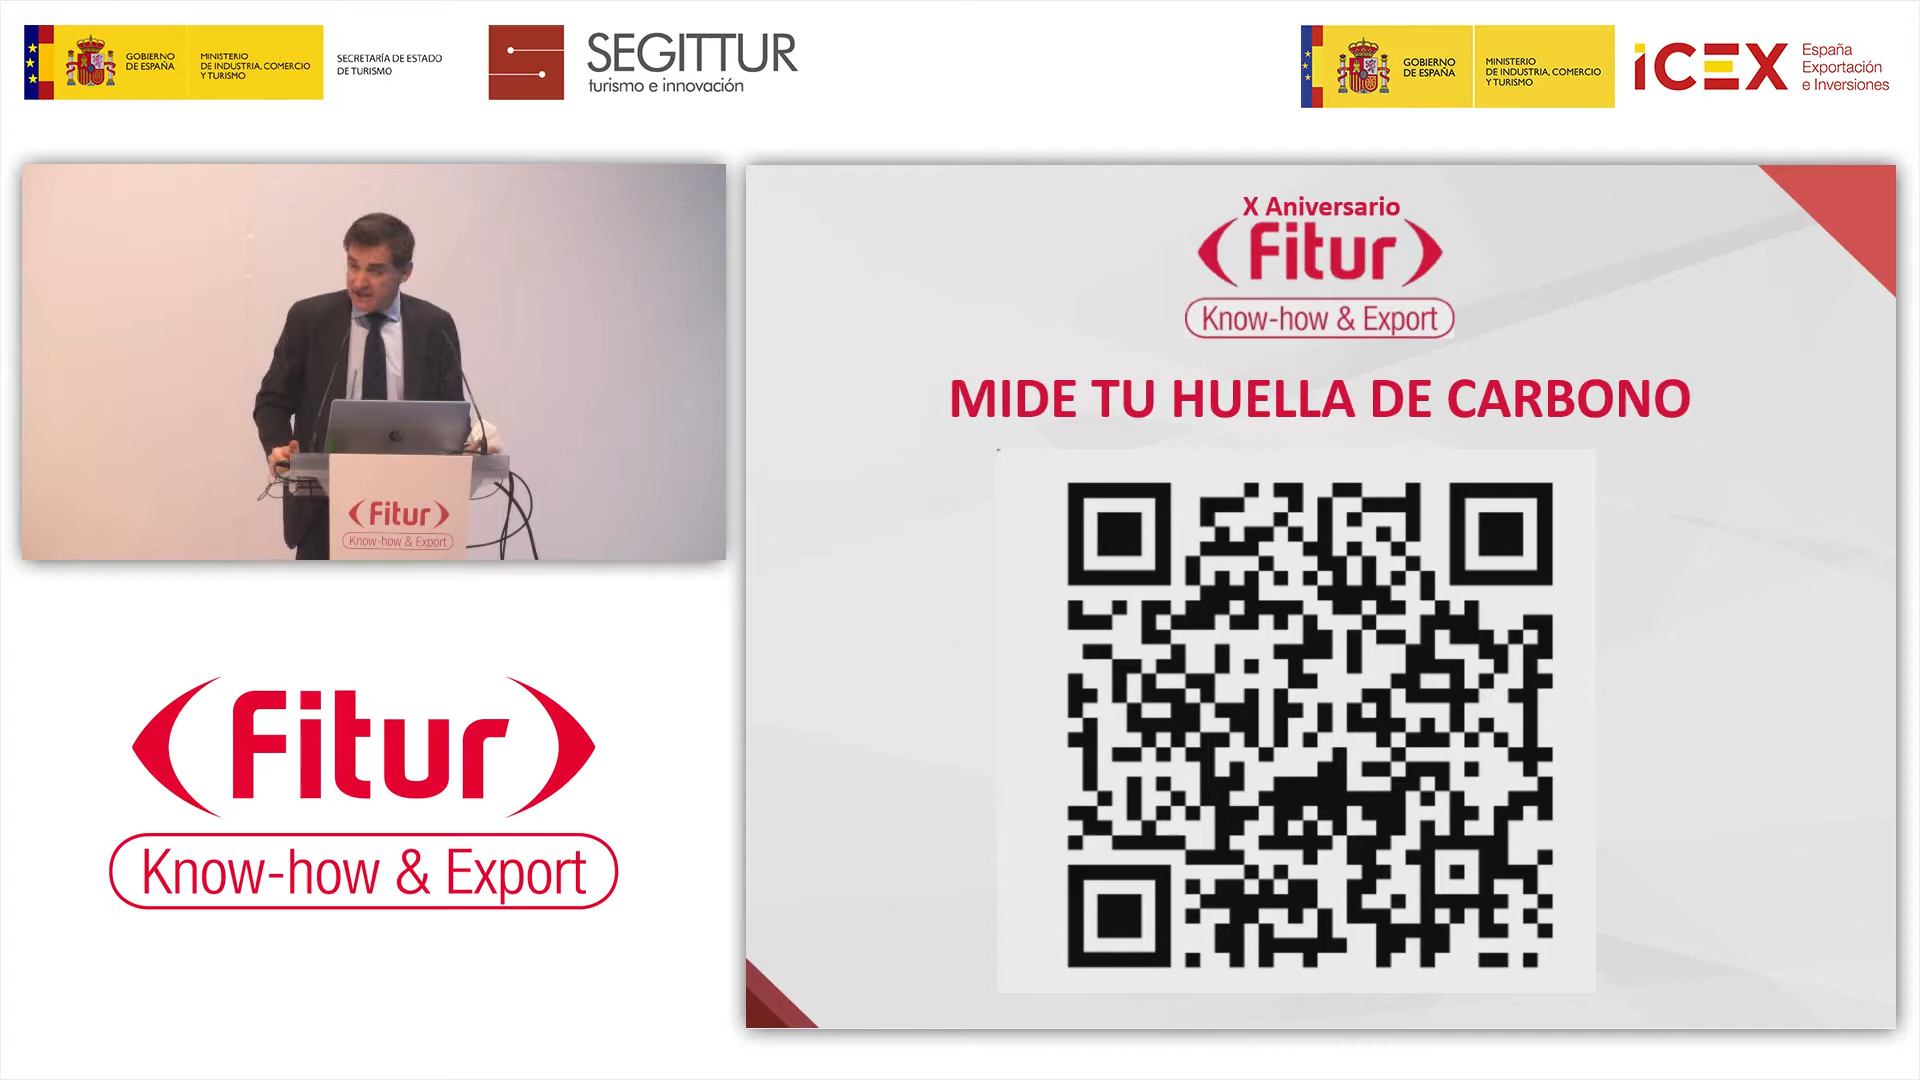 GOBIERNO
DE ESPAÑA
MINISTERIO
DE INDUSTRIA, COMERCIO
Y TURISMO
SECRETARÍA DE ESTADO
DE TURISMO
SEGITTUR
turismo e innovación
GOBIERNO
DE ESPAÑA
MINISTERIO
DE INDUSTRIA, COMERCIO
Y TURISMO
iCEX
España
Exportación
e Inversiones
Fitur
Know-how & Export
X Aniversario
Fitur
Know-how & Export
MIDE TU HUELLA DE CARBONO
Fitur
Know-how & Export